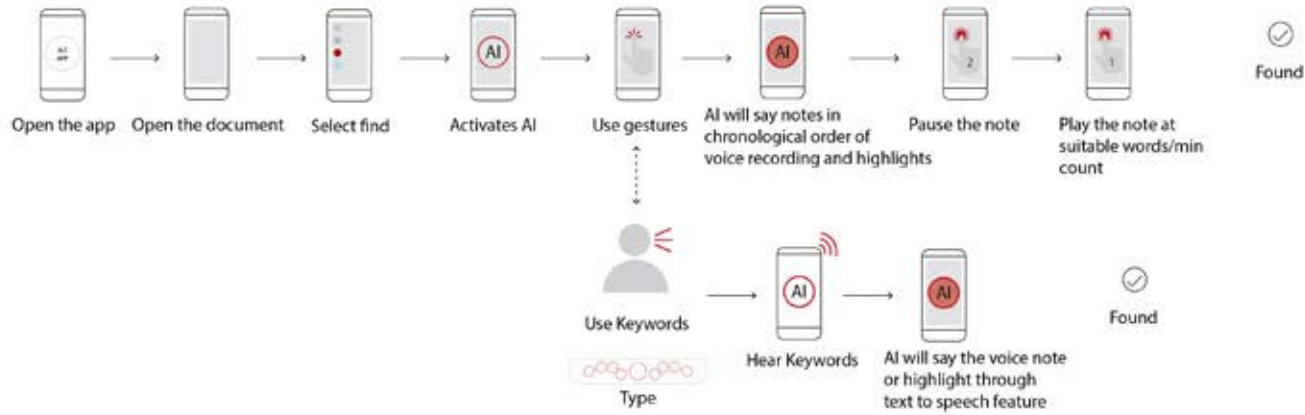 AI
AI
2
1
Found
Open the app
Open the document
Select find
Activates AI
Use gestures
AI will say notes in
chronological order of
voice recording and highlights
Pause the note
Play the note at
suitable words/min
count
AI
AI
Use Keywords
Hear Keywords
AI will say the voice note
or highlight through
text to speech feature
Found
Type